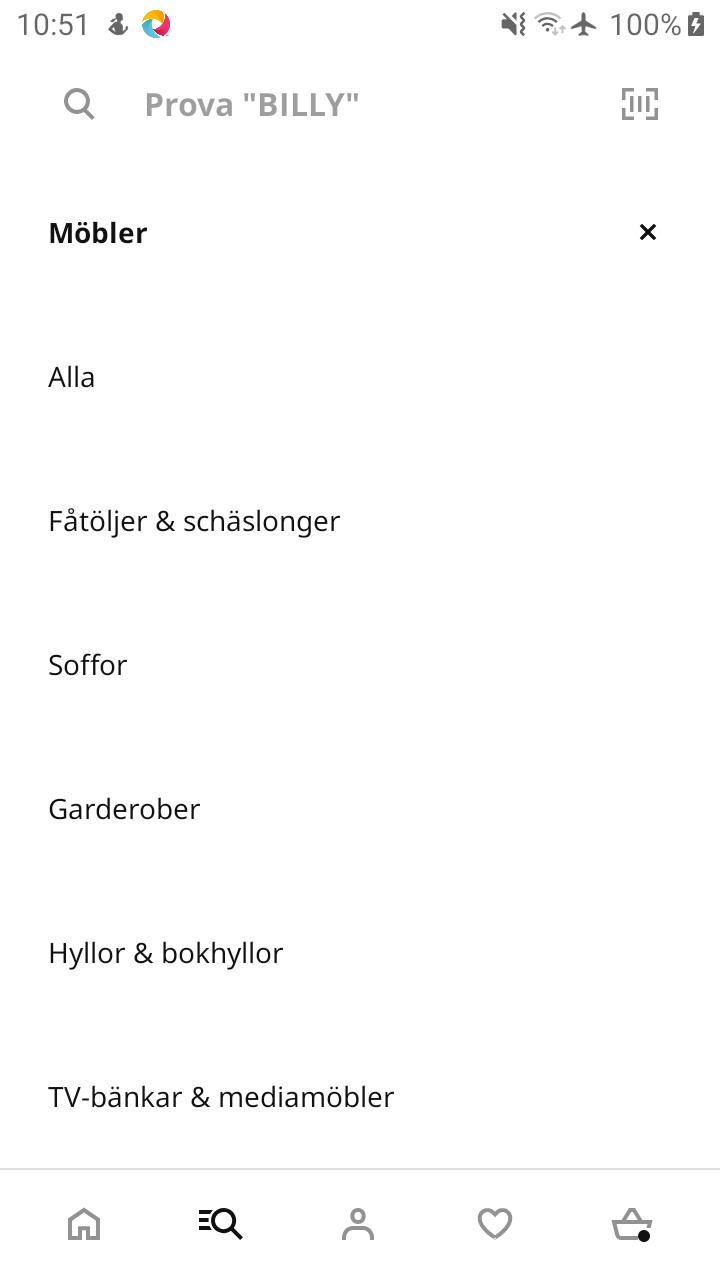 10:51
100%
Prova "BILLY"
Möbler
Alla
Fåtöljer & schäslonger
Soffor
Garderober
Hyllor & bokhyllor
TV-bänkar & mediamöbler